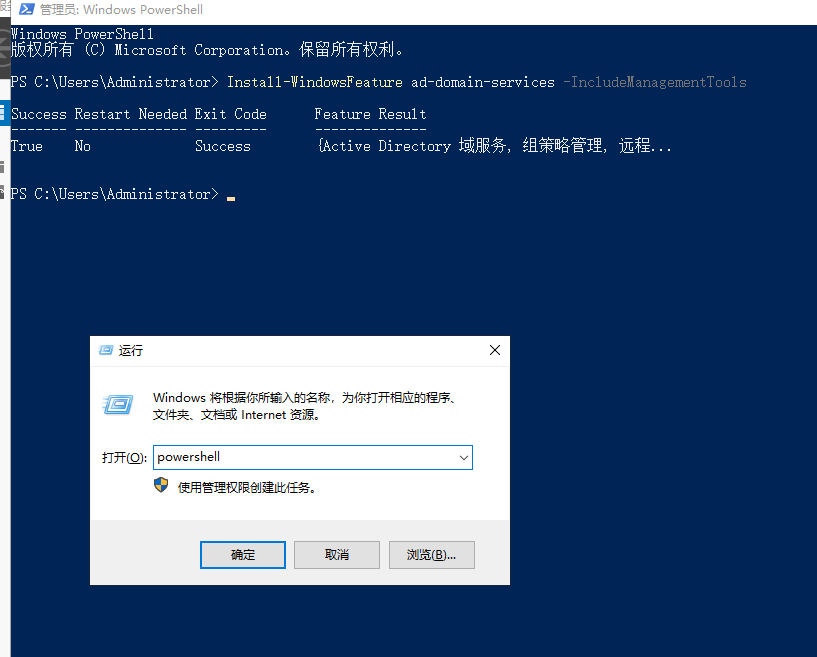 管理员: Windows PowerShell
Windows PowerShell
版权所有 (C) Microsoft Corporation。保留所有权利。
PS C:\Users\Administrator> Install-WindowsFeature ad-domain-services -IncludeManagementTools
Success Restart Needed Exit Code      Feature Result
------- -------------- ---------      --------------
True    No             Success        {Active Directory 域服务, 组策略管理, 远程...
PS C:\Users\Administrator>
运行
Windows 将根据你所输入的名称，为你打开相应的程序、
文件夹、文档或 Internet 资源。
打开(O): powershell
使用管理权限创建此任务。
确定 取消 浏览(B)...